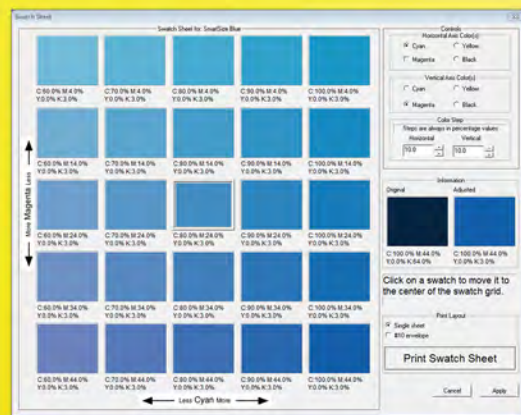 Swatch Sheet
Swatch Sheet for: SmartSize Blue
C:60.0% M:4.0% C:70.0% M:4.0% C:80.0% M:4.0% C:90.0% M:4.0% C:100.0% M:4.0%
Y:0.0% K:3.0% Y:0.0% K:3.0% Y:0.0% K:3.0% Y:0.0% K:3.0% Y:0.0% K:3.0%
C:60.0% M:14.0% C:70.0% M:14.0% C:80.0% M:14.0% C:90.0% M:14.0% C:100.0% M:14.0%
Y:0.0% K:3.0% Y:0.0% K:3.0% Y:0.0% K:3.0% Y:0.0% K:3.0% Y:0.0% K:3.0%
C:60.0% M:24.0% C:70.0% M:24.0% C:80.0% M:24.0% C:90.0% M:24.0% C:100.0% M:24.0%
Y:0.0% K:3.0% Y:0.0% K:3.0% Y:0.0% K:3.0% Y:0.0% K:3.0% Y:0.0% K:3.0%
C:60.0% M:34.0% C:70.0% M:34.0% C:80.0% M:34.0% C:90.0% M:34.0% C:100.0% M:34.0%
Y:0.0% K:3.0% Y:0.0% K:3.0% Y:0.0% K:3.0% Y:0.0% K:3.0% Y:0.0% K:3.0%
C:60.0% M:44.0% C:70.0% M:44.0% C:80.0% M:44.0% C:90.0% M:44.0% C:100.0% M:44.0%
Y:0.0% K:3.0% Y:0.0% K:3.0% Y:0.0% K:3.0% Y:0.0% K:3.0% Y:0.0% K:3.0%
More Magenta Less
Less Cyan More
Controls
Horizontal Axis Color(s)
Cyan Yellow
Magenta Black
Vertical Axis Color(s)
Cyan Yellow
Magenta Black
Color Step
Steps are always in percentage values
Horizontal Vertical
10.0 10.0
Information
Original Adjusted
C:100.0% M:44.0% C:100.0% M:44.0%
Y:0.0% K:64.0% Y:0.0% K:3.0%
Click on a swatch to move it to
the center of the swatch grid.
Print Layout
Single sheet
#10 envelope
Print Swatch Sheet
Cancel Apply